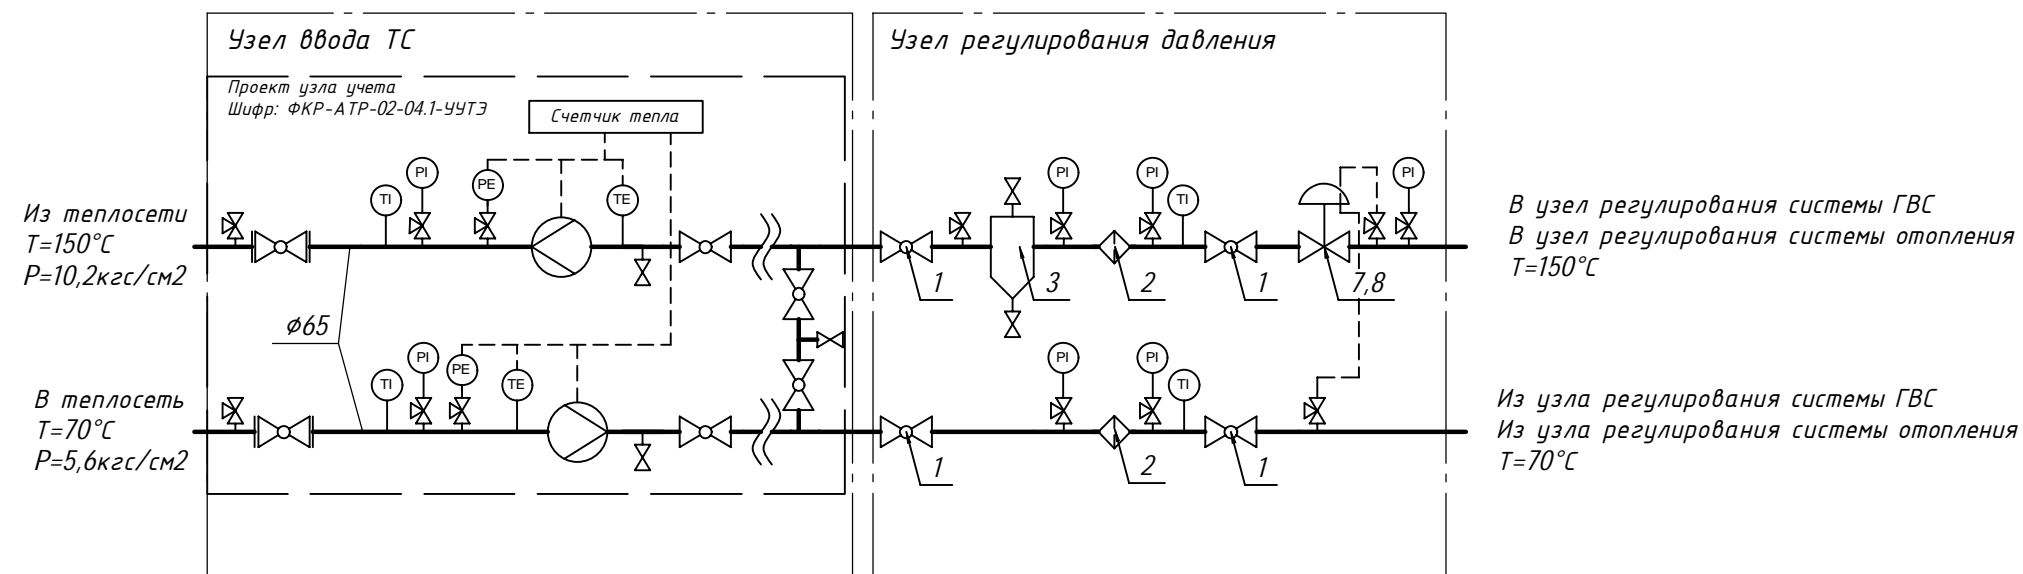 Узел ввода ТС
Узел регулирования давления
Проект узла учета
Шифр: ФКР-АТР-02-04.1-УУТЭ
Счетчик тепла
PI
PE
TI
TE
PI
PI
TI
PI
Из теплосети
Т=150°С
Р=10,2кгс/см2
В узел регулирования системы ГВС
В узел регулирования системы отопления
Т=150°С
1
3
2
1
7,8
Ø65
PI
PE
TI
TE
PI
PI
TI
В теплосеть
Т=70°С
Р=5,6кгс/см2
Из узла регулирования системы ГВС
Из узла регулирования системы отопления
Т=70°С
1
2
1